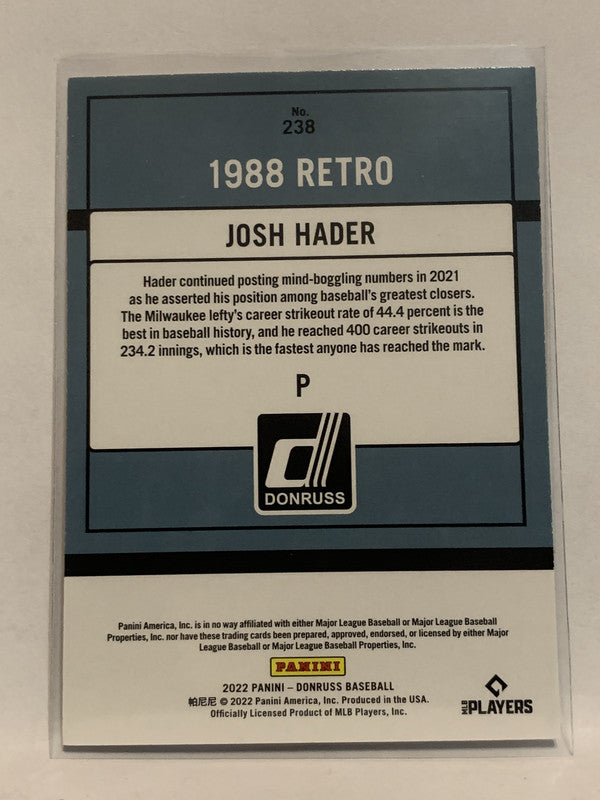 No.
238
1988 RETRO
JOSH HADER
Hader continued posting mind-boggling numbers in 2021
as he asserted his position among baseball's greatest closers.
The Milwaukee lefty's career strikeout rate of 44.4 percent is the
best in baseball history, and he reached 400 career strikeouts in
234.2 innings, which is the fastest anyone has reached the mark.
P
d
DONRUSS
Panini America, Inc. is in no way affiliated with either Major League Baseball or Major League Baseball
Properties, Inc. nor have these trading cards been prepared, approved, endorsed, or licensed by either Major
League Baseball or Major League Baseball Properties, Inc.
PANINI
2022 PANINI – DONRUSS BASEBALL
帕尼尼 © 2022 Panini America, Inc. Produced in the USA.
Officially Licensed Product of MLB Players, Inc.
MLB PLAYERS